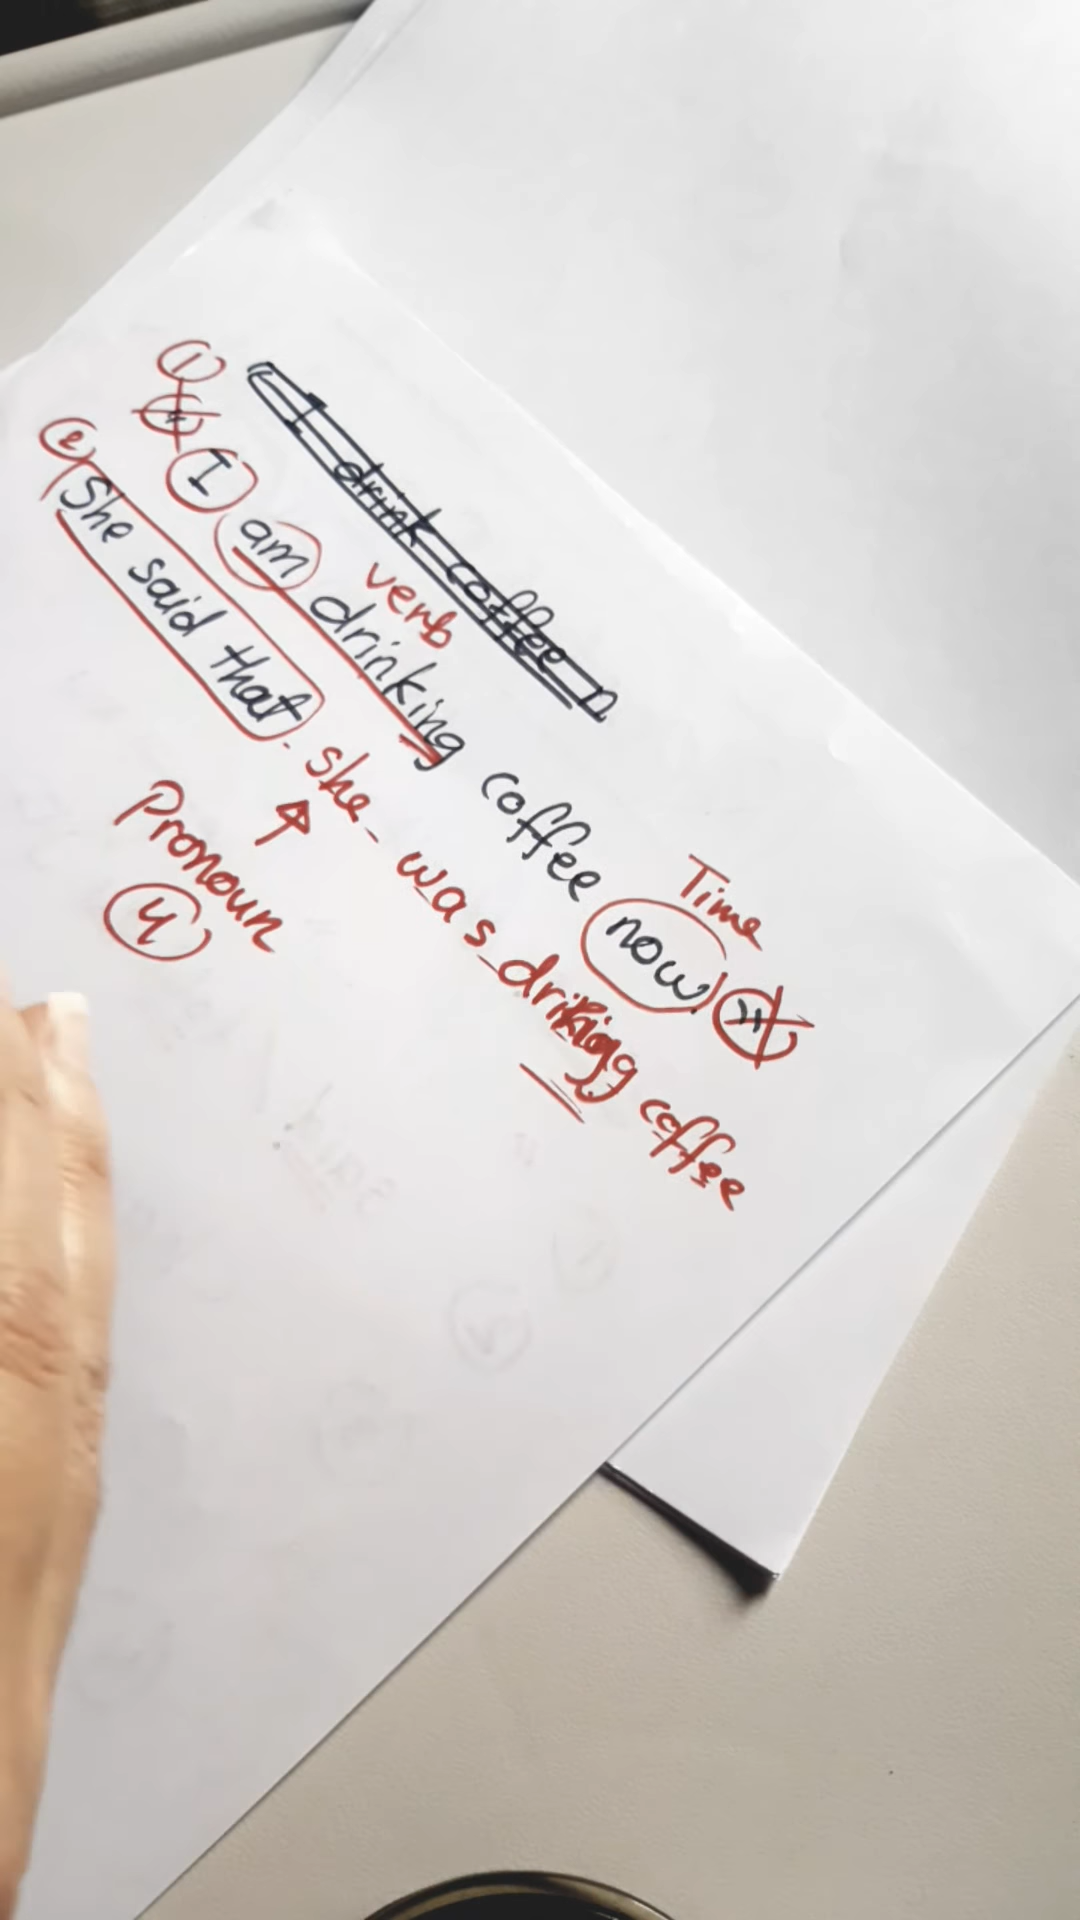 I drink coffee n
①
verb
Time
" I am drinking coffee now. "
② She said that. she - was drinking coffee
Pronoun
④